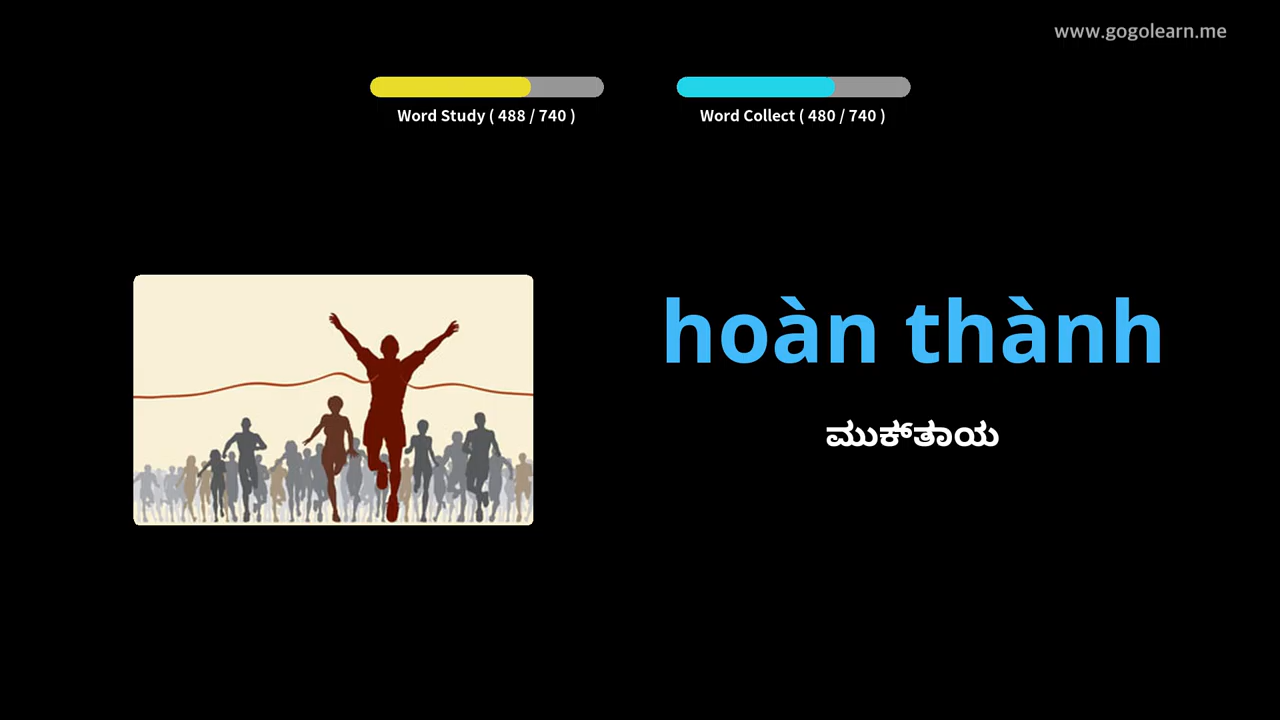 www.gogolearn.me
Word Study ( 488 / 740 )
Word Collect ( 480 / 740 )
hoàn thành
ಮುಕ್ತಾಯ